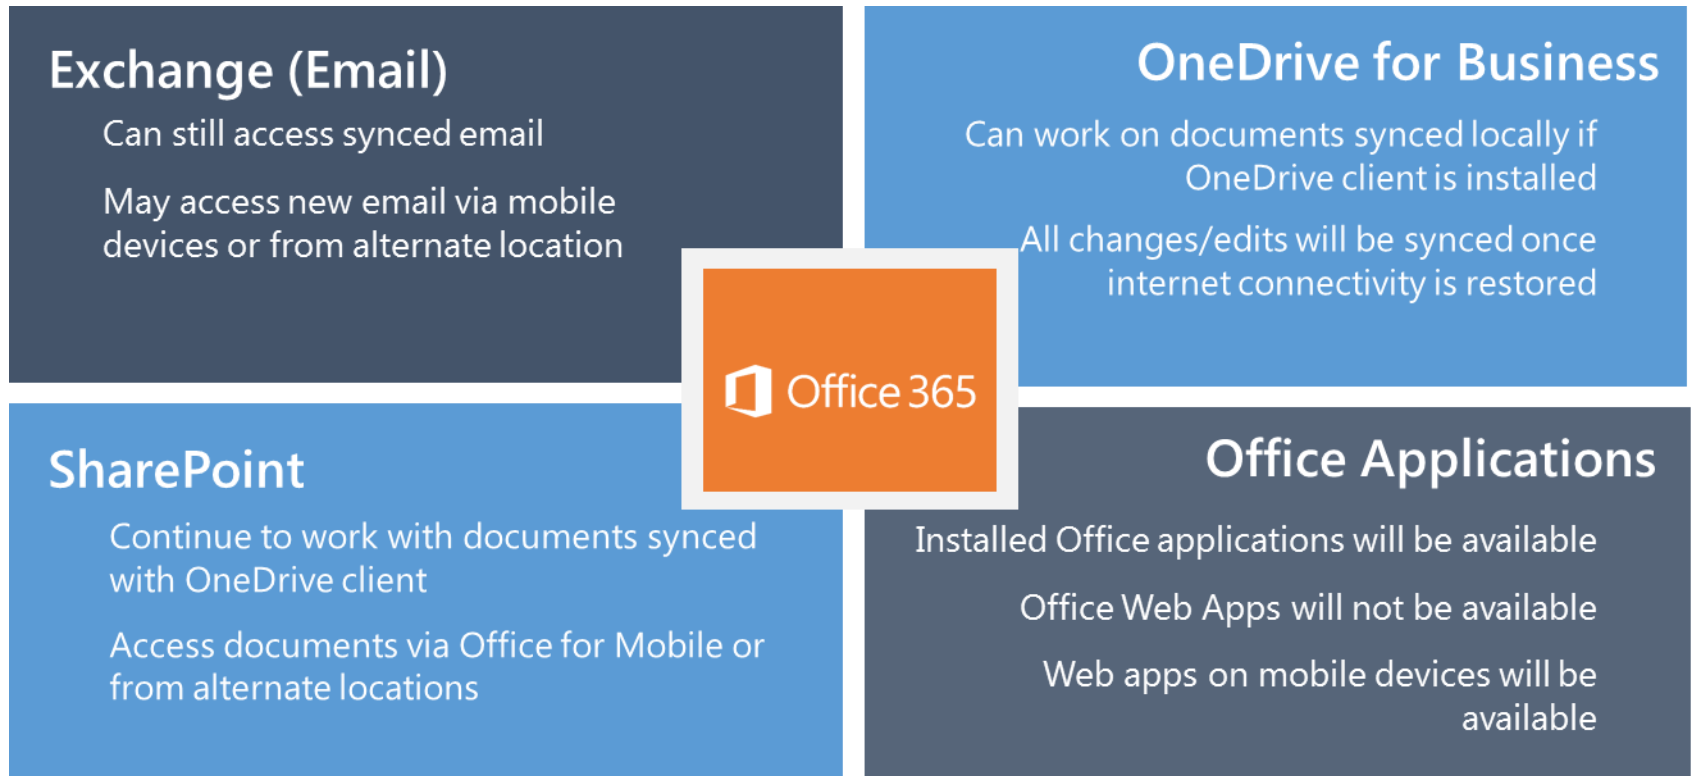 Exchange (Email)
Can still access synced email
May access new email via mobile
devices or from alternate location
OneDrive for Business
Can work on documents synced locally if
OneDrive client is installed
All changes/edits will be synced once
internet connectivity is restored
Office 365
SharePoint
Continue to work with documents synced
with OneDrive client
Access documents via Office for Mobile or
from alternate locations
Office Applications
Installed Office applications will be available
Office Web Apps will not be available
Web apps on mobile devices will be
available